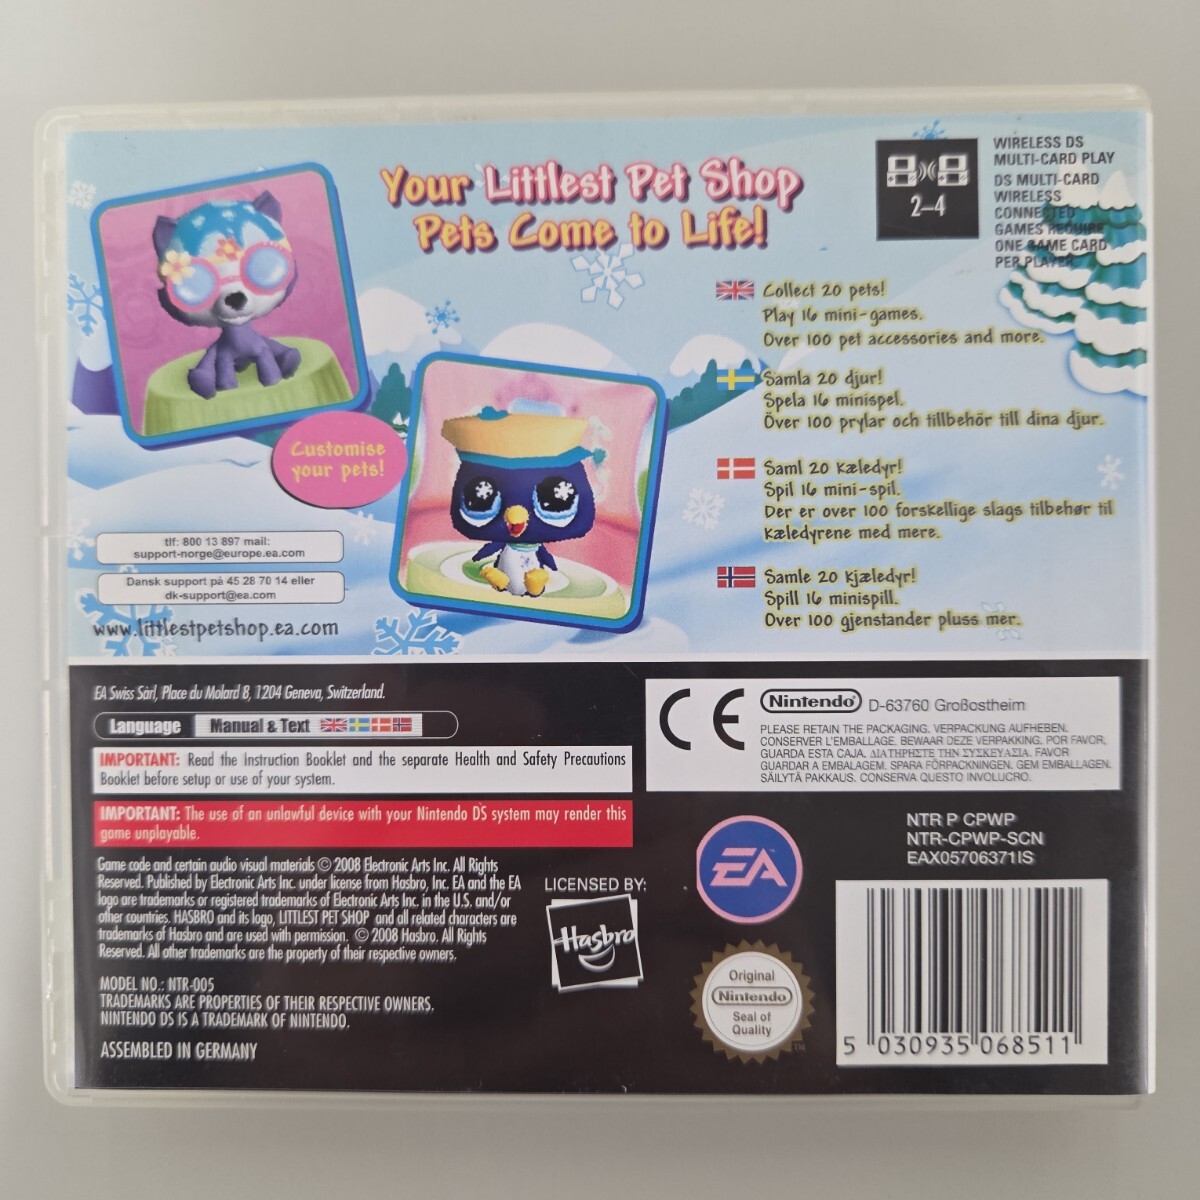 Your Littlest Pet Shop
Pets Come to Life!
2–4
WIRELESS DS
MULTI-CARD PLAY
DS MULTI-CARD
WIRELESS
CONNECTED
GAMES REQUIRE
ONE GAME CARD
PER PLAYER
Collect 20 pets!
Play 16 mini-games.
Over 100 pet accessories and more.
Samla 20 djur!
Spela 16 minispel.
Över 100 prylar och tillbehör till dina djur.
Saml 20 kæledyr!
Spil 16 mini-spil.
Der er over 100 forskellige slags tilbehør til
kæledyrene med mere.
Samle 20 kjæledyr!
Spill 16 minispill.
Over 100 gjenstander pluss mer.
Customise
your pets!
tlf: 800 13 897 mail:
support-norge@europe.ea.com
Dansk support på 45 28 70 14 eller
dk-support@ea.com
www.littlestpetshop.ea.com
EA Swiss Sàrl, Place du Molard 8, 1204 Geneva, Switzerland.
Language Manual & Text
IMPORTANT: Read the Instruction Booklet and the separate Health and Safety Precautions
Booklet before setup or use of your system.
IMPORTANT: The use of an unlawful device with your Nintendo DS system may render this
game unplayable.
Game code and certain audio visual materials © 2008 Electronic Arts Inc. All Rights
Reserved. Published by Electronic Arts Inc. under license from Hasbro, Inc. EA and the EA
logo are trademarks or registered trademarks of Electronic Arts Inc. in the U.S. and/or
other countries. HASBRO and its logo, LITTLEST PET SHOP and all related characters are
trademarks of Hasbro and are used with permission. © 2008 Hasbro. All Rights
Reserved. All other trademarks are the property of their respective owners.
MODEL NO.: NTR-005
TRADEMARKS ARE PROPERTIES OF THEIR RESPECTIVE OWNERS.
NINTENDO DS IS A TRADEMARK OF NINTENDO.
ASSEMBLED IN GERMANY
LICENSED BY:
Hasbro
CE Nintendo D-63760 Großostheim
PLEASE RETAIN THE PACKAGING. VERPACKUNG AUFHEBEN.
CONSERVER L'EMBALLAGE. BEWAAR DEZE VERPAKKING. POR FAVOR,
GUARDA ESTA CAJA. ΔΙΑΤΗΡΗΣΤΕ ΤΗΝ ΣΥΣΚΕΥΑΣΙΑ. FAVOR
GUARDAR A EMBALAGEM. SPARA FÖRPACKNINGEN. GEM EMBALLAGEN.
SÄILYTÄ PAKKAUS. CONSERVA QUESTO INVOLUCRO.
EA
NTR P CPWP
NTR-CPWP-SCN
EAX05706371IS
Original
Nintendo
Seal of
Quality
TM
5 030935 068511